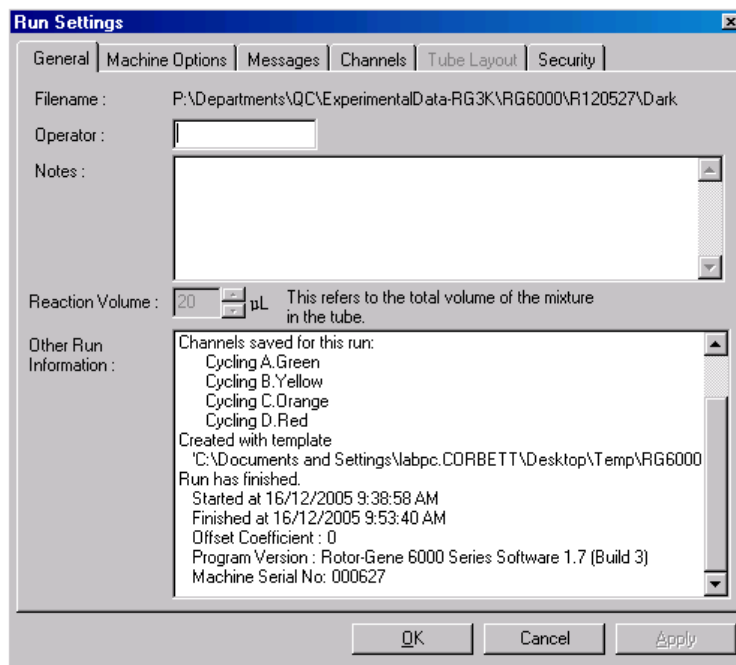 Run Settings
General Machine Options Messages Channels Tube Layout Security
Filename : P:\Departments\QC\ExperimentalData-RG3K\RG6000\R120527\Dark
Operator :
Notes :
Reaction Volume : 20 µL This refers to the total volume of the mixture
in the tube.
Other Run
Information :
Channels saved for this run:
Cycling A.Green
Cycling B.Yellow
Cycling C.Orange
Cycling D.Red
Created with template
'C:\Documents and Settings\labpc.CORBETT\Desktop\Temp\RG6000
Run has finished.
Started at 16/12/2005 9:38:58 AM
Finished at 16/12/2005 9:53:40 AM
Offset Coefficient : 0
Program Version : Rotor-Gene 6000 Series Software 1.7 (Build 3)
Machine Serial No: 000627
OK Cancel Apply